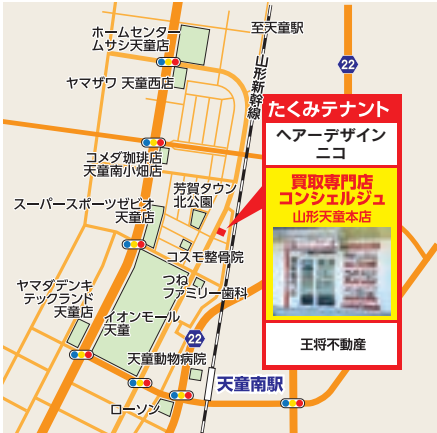 ホームセンター
ムサシ天童店
至天童駅
山形新幹線
22
ヤマザワ 天童西店
たくみテナント
ヘアーデザイン
ニコ
買取専門店
コンシェルジュ
山形天童本店
王将不動産
コメダ珈琲店
天童南小畑店
芳賀タウン
北公園
スーパースポーツゼビオ
天童店
コスモ整骨院
つね
ファミリー歯科
ヤマダデンキ
テックランド
天童店
イオンモール
天童
22
天童動物病院
天童南駅
ローソン